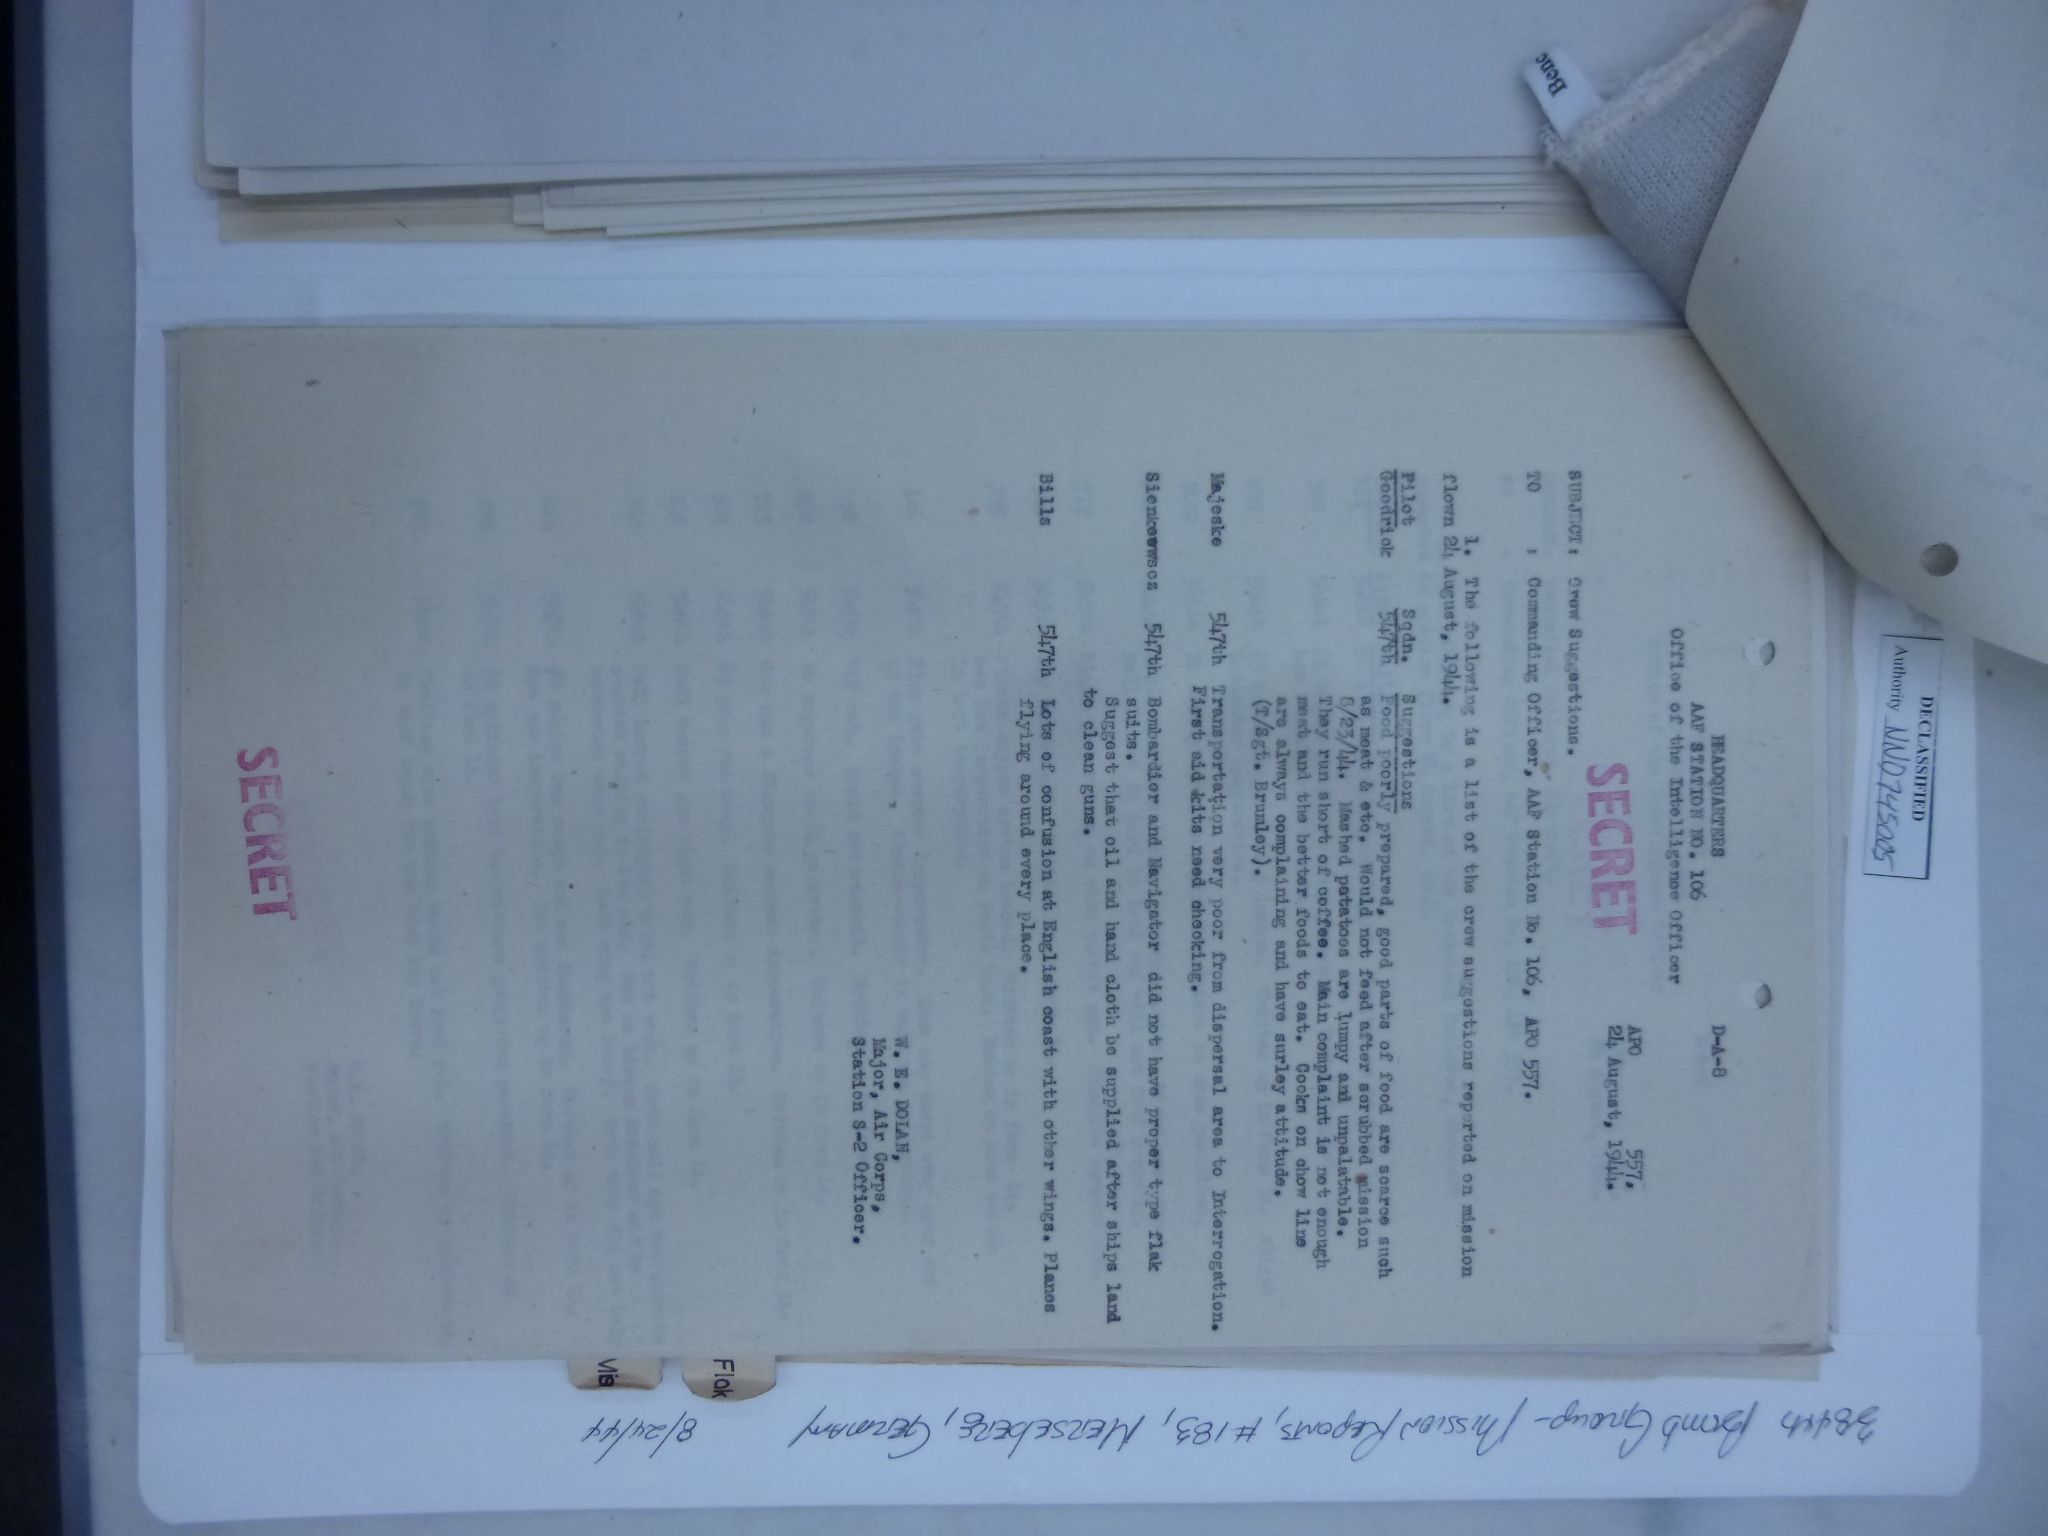 HEADQUARTERS
AAF STATION NO. 106
Office of the Intelligence Officer
D-A-8
APO 557.
24 August, 1944.
SECRET
SUBJECT: Crew Suggestions.
TO : Commanding Officer, AAF Station No. 106, APO 557.
1. The following is a list of the crew suggestions reported on mission
flown 24 August, 1944.
Pilot Sqdn. Suggestions
Goodrick 547th Food poorly prepared, good parts of food are scarce such
as meat & etc. Would not feed after scrubbed mission
8/23/44. Mashed potatoes are lumpy and unpalatable.
They run short of coffee. Main complaint is not enough
meat and the better foods to eat. Cooks on chow line
are always complaining and have surley attitude.
(T/Sgt. Brumley).
Majeske 547th Transportation very poor from dispersal area to Interrogation.
First aid kits need checking.
Sienkeewscz 547th Bombardier and Navigator did not have proper type flak
suits.
Suggest that oil and hand cloth be supplied after ships land
to clean guns.
Bills 547th Lots of confusion at English coast with other wings. Planes
flying around every place.
W. E. DOLAN,
Major, Air Corps,
Station S-2 Officer.
SECRET
DECLASSIFIED
Authority NND 745005
Flak
Mis
384th Bomb Group - Mission Reports, #183, Merseberg, Germany
8/24/44
Benc